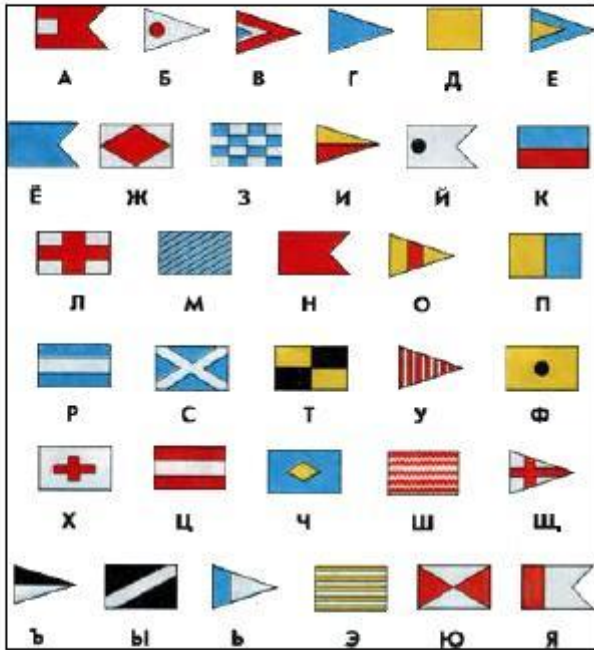 А Б В Г Д Е
Ё Ж З И Й К
Л М Н О П
Р С Т У Ф
Х Ц Ч Ш Щ
Ъ Ы Ь Э Ю Я